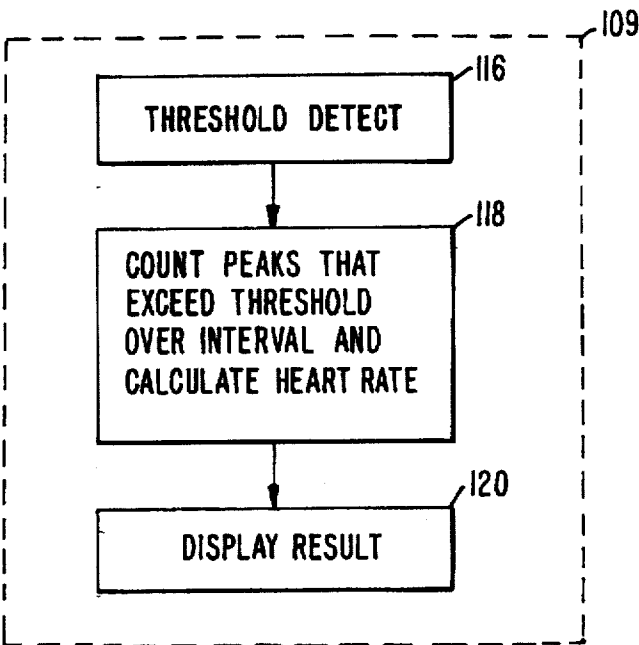 109
116
THRESHOLD DETECT
118
COUNT PEAKS THAT
EXCEED THRESHOLD
OVER INTERVAL AND
CALCULATE HEART RATE
120
DISPLAY RESULT